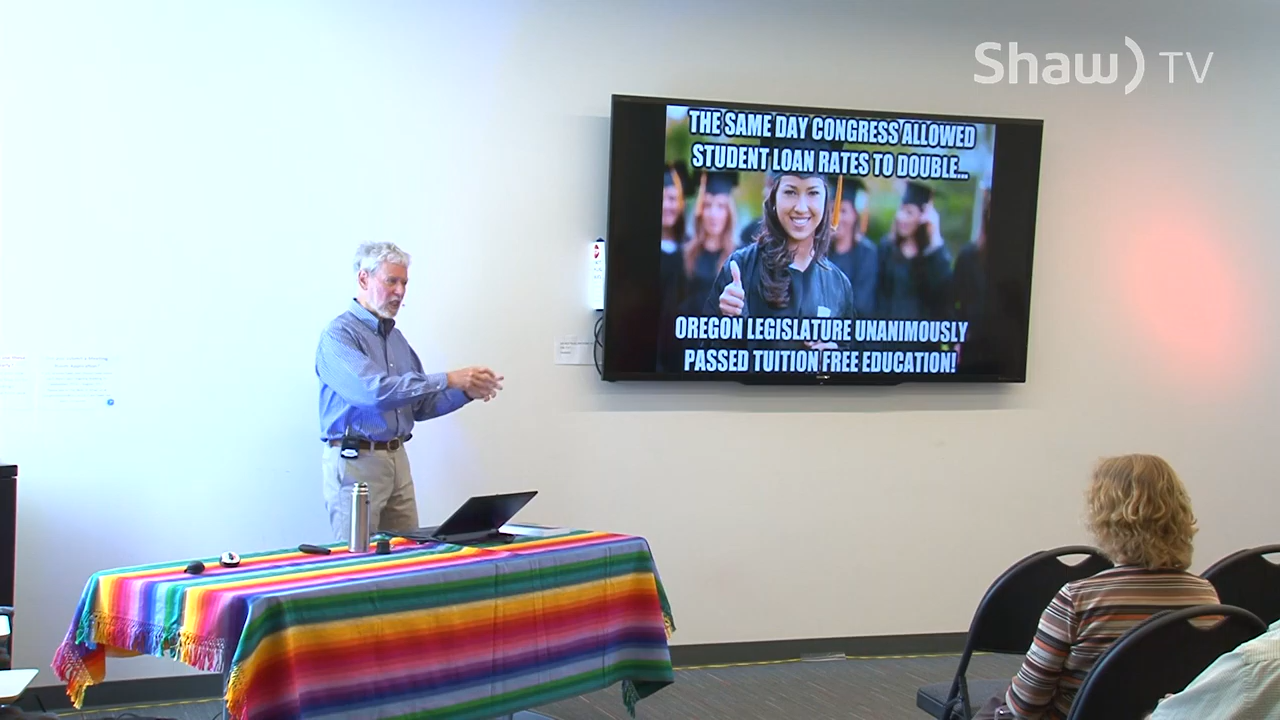 Shaw) TV
THE SAME DAY CONGRESS ALLOWED
STUDENT LOAN RATES TO DOUBLE...
OREGON LEGISLATURE UNANIMOUSLY
PASSED TUITION FREE EDUCATION!